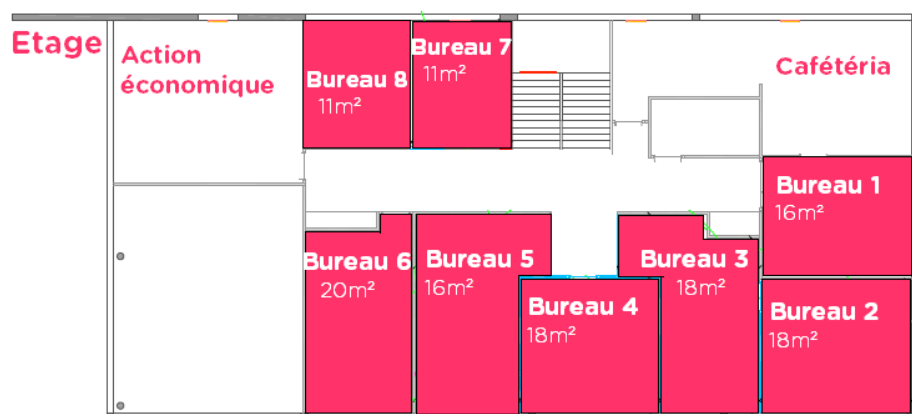 Etage
Action
économique
Bureau 8
11m²
Bureau 7
11m²
Cafétéria
Bureau 1
16m²
Bureau 6
20m²
Bureau 5
16m²
Bureau 4
18m²
Bureau 3
18m²
Bureau 2
18m²